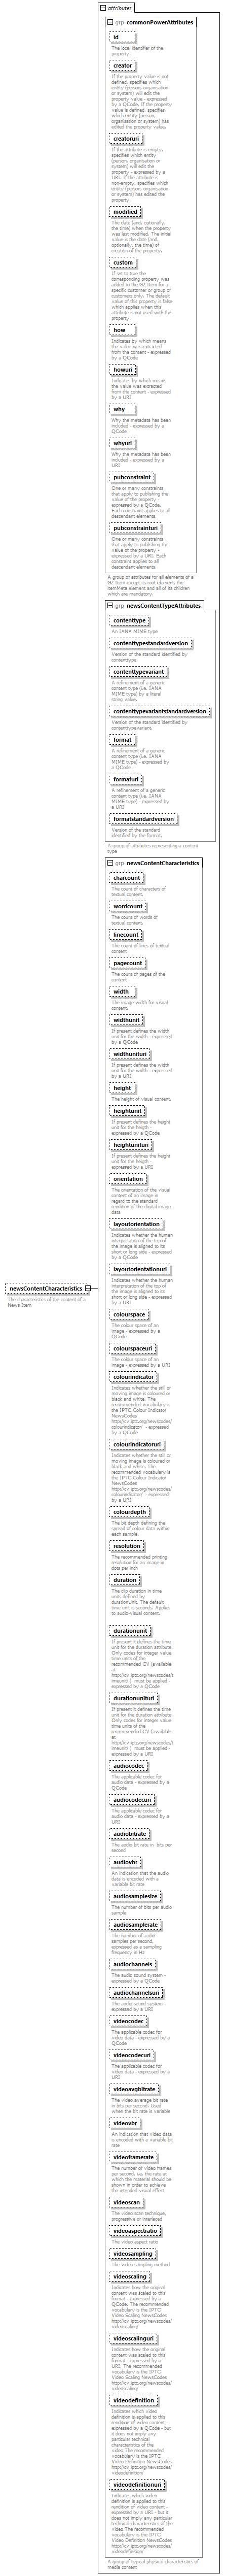 attributes
grp commonPowerAttributes
id
The local identifier of the
property.
creator
If the property value is not
defined, specifies which
entity (person, organisation
or system) will edit the
property value - expressed
by a QCode. If the property
value is defined, specifies
which entity (person,
organisation or system) has
edited the property value.
creatoruri
If the attribute is empty,
specifies which entity
(person, organisation or
system) will edit the
property - expressed by a
URI. If the attribute is
non-empty, specifies which
entity (person, organisation
or system) has edited the
property.
modified
The date (and, optionally,
the time) when the property
was last modified. The initial
value is the date (and,
optionally, the time) of
creation of the property.
custom
If set to true the
corresponding property was
added to the G2 Item for a
specific customer or group of
customers only. The default
value of this property is false
which applies when this
attribute is not used with the
property.
how
Indicates by which means
the value was extracted
from the content - expressed
by a QCode
howuri
Indicates by which means
the value was extracted
from the content - expressed
by a URI
why
Why the metadata has been
included - expressed by a
QCode
whyuri
Why the metadata has been
included - expressed by a
URI
pubconstraint
One or many constraints
that apply to publishing the
value of the property -
expressed by a QCode.
Each constraint applies to all
descendant elements.
pubconstrainturi
One or many constraints
that apply to publishing the
value of the property -
expressed by a URI. Each
constraint applies to all
descendant elements.
A group of attributes for all elements of a
G2 Item except its root element, the
itemMeta element and all of its children
which are mandatory.
grp newsContentTypeAttributes
contenttype
An IANA MIME type
contenttypestandardversion
Version of the standard identified by
contenttype.
contenttypevariant
A refinement of a generic
content type (i.e. IANA
MIME type) by a literal
string value.
contenttypevariantstandardversion
Version of the standard identified by
contenttypevariant.
format
A refinement of a generic
content type (i.e. IANA
MIME type) - expressed
by a QCode
formaturi
A refinement of a generic
content type (i.e. IANA
MIME type) - expressed
by a URI
formatstandardversion
Version of the standard
identified by the format.
A group of attributes representing a content
type
grp newsContentCharacteristics
charcount
The count of characters of
textual content.
wordcount
The count of words of
textual content.
linecount
The count of lines of textual
content
pagecount
The count of pages of the
content
width
The image width for visual
content.
widthunit
If present defines the width
unit for the width - expressed
by a QCode
widthunituri
If present defines the width
unit for the width - expressed
by a URI
height
The height of visual content.
heightunit
If present defines the height
unit for the heigth -
expressed by a QCode
heightunituri
If present defines the height
unit for the heigth -
expressed by a URI
orientation
The orientation of the visual
content of an image in
regard to the standard
rendition of the digital image
data
layoutorientation
Indicates whether the human
interpretation of the top of
the image is aligned to its
short or long side - expressed
by a QCode
layoutorientationuri
Indicates whether the human
interpretation of the top of
the image is aligned to its
short or long side - expressed
by a URI
newsContentCharacteristics
The characteristics of the content of a
News Item
colourspace
The colour space of an
image - expressed by a
QCode
colourspaceuri
The colour space of an
image - expressed by a URI
colourindicator
Indicates whether the still or
moving image is coloured or
black and white. The
recommended vocabulary is
the IPTC Colour Indicator
NewsCodes
http://cv.iptc.org/newscodes/
colourindicator/ - expressed
by a QCode
colourindicatoruri
Indicates whether the still or
moving image is coloured or
black and white. The
recommended vocabulary is
the IPTC Colour Indicator
NewsCodes
http://cv.iptc.org/newscodes/
colourindicator/ - expressed
by a URI
colourdepth
The bit depth defining the
spread of colour data within
each sample.
resolution
The recommended printing
resolution for an image in
dots per inch
duration
The clip duration in time
units defined by
durationUnit. The default
time unit is seconds. Applies
to audio-visual content.
durationunit
If present it defines the time
unit for the duration attribute.
Only codes for integer value
time units of the
recommended CV (available
at
http://cv.iptc.org/newscodes/t
imeunit/ ) must be applied -
expressed by a QCode
durationunituri
If present it defines the time
unit for the duration attribute.
Only codes for integer value
time units of the
recommended CV (available
at
http://cv.iptc.org/newscodes/t
imeunit/ ) must be applied -
expressed by a URI
audiocodec
The applicable codec for
audio data - expressed by a
QCode
audiocodecuri
The applicable codec for
audio data - expressed by a
URI
audiobitrate
The audio bit rate in bits per
second
audiovbr
An indication that the audio
data is encoded with a
variable bit rate
audiosamplesize
The number of bits per audio
sample
audiosamplerate
The number of audio
samples per second,
expressed as a sampling
frequency in Hz
audiochannels
The audio sound system -
expressed by a QCode
audiochannelsuri
The audio sound system -
expressed by a URI
videocodec
The applicable codec for
video data - expressed by a
QCode
videocodecuri
The applicable codec for
video data - expressed by a
URI
videoavgbitrate
The video average bit rate
in bits per second. Used
when the bit rate is variable
videovbr
An indication that video data
is encoded with a variable bit
rate
videoframerate
The number of video frames
per second, i.e. the rate at
which the material should be
shown in order to achieve
the intended visual effect
videoscan
The video scan technique,
progressive or interlaced
videoaspectratio
The video aspect ratio
videosampling
The video sampling method
videoscaling
Indicates how the original
content was scaled to this
format - expressed by a
QCode. The recommended
vocabulary is the IPTC
Video Scaling NewsCodes
http://cv.iptc.org/newscodes/
videoscaling/
videoscalinguri
Indicates how the original
content was scaled to this
format - expressed by a
URI. The recommended
vocabulary is the IPTC
Video Scaling NewsCodes
http://cv.iptc.org/newscodes/
videoscaling/
videodefinition
Indicates which video
definition is applied to this
rendition of video content -
expressed by a QCode - but
it does not imply any
particular technical
characteristics of the
video.The recommended
vocabulary is the IPTC
Video Definition NewsCodes
http://cv.iptc.org/newscodes/
videodefinition/
videodefinitionuri
Indicates which video
definition is applied to this
rendition of video content -
expressed by a URI - but it
does not imply any particular
technical characteristics of the
video.The recommended
vocabulary is the IPTC
Video Definition NewsCodes
http://cv.iptc.org/newscodes/
videodefinition/
A group of typical physical characteristics of
media content